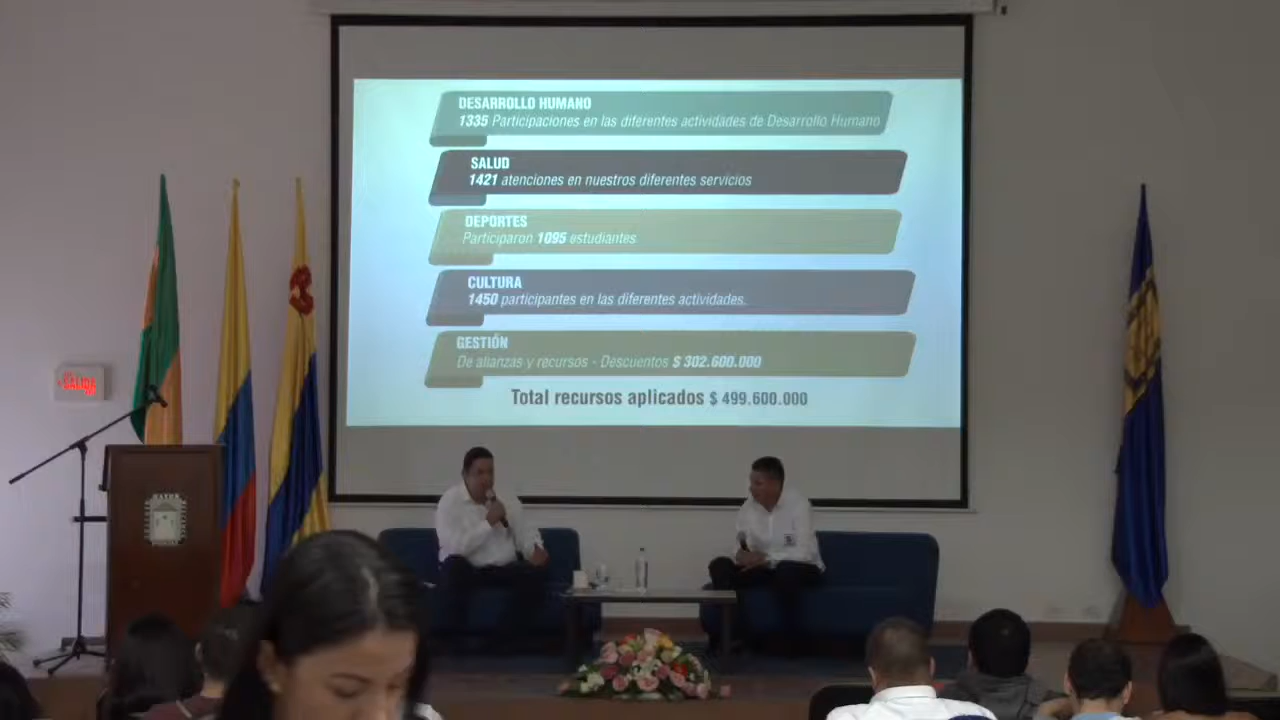 DESARROLLO HUMANO
1335 Participaciones en las diferentes actividades de Desarrollo Humano
SALUD
1421 atenciones en nuestros diferentes servicios
DEPORTES
Participaron 1095 estudiantes
CULTURA
1450 participantes en las diferentes actividades.
GESTIÓN
De alianzas y recursos - Descuentos $ 302.600.000
Total recursos aplicados $ 499.600.000
SALIDA